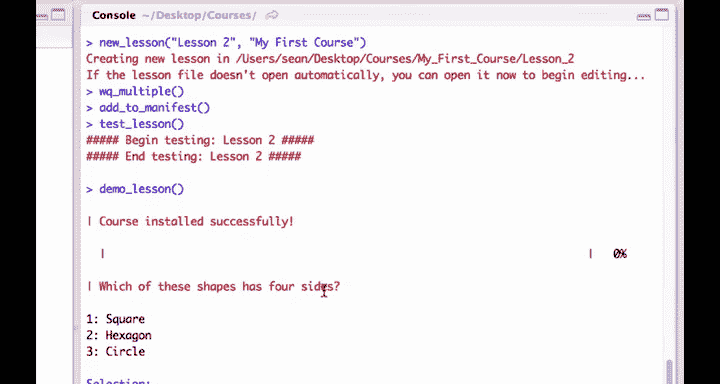 Console ~/Desktop/Courses/
> new_lesson("Lesson 2", "My First Course")
Creating new lesson in /Users/sean/Desktop/Courses/My_First_Course/Lesson_2
If the lesson file doesn't open automatically, you can open it now to begin editing...
> wq_multiple()
> add_to_manifest()
> test_lesson()
##### Begin testing: Lesson 2 #####
##### End testing: Lesson 2 #####
> demo_lesson()
| Course installed successfully!
| | 0%
| Which of these shapes has four sides?
1: Square
2: Hexagon
3: Circle
Selection: